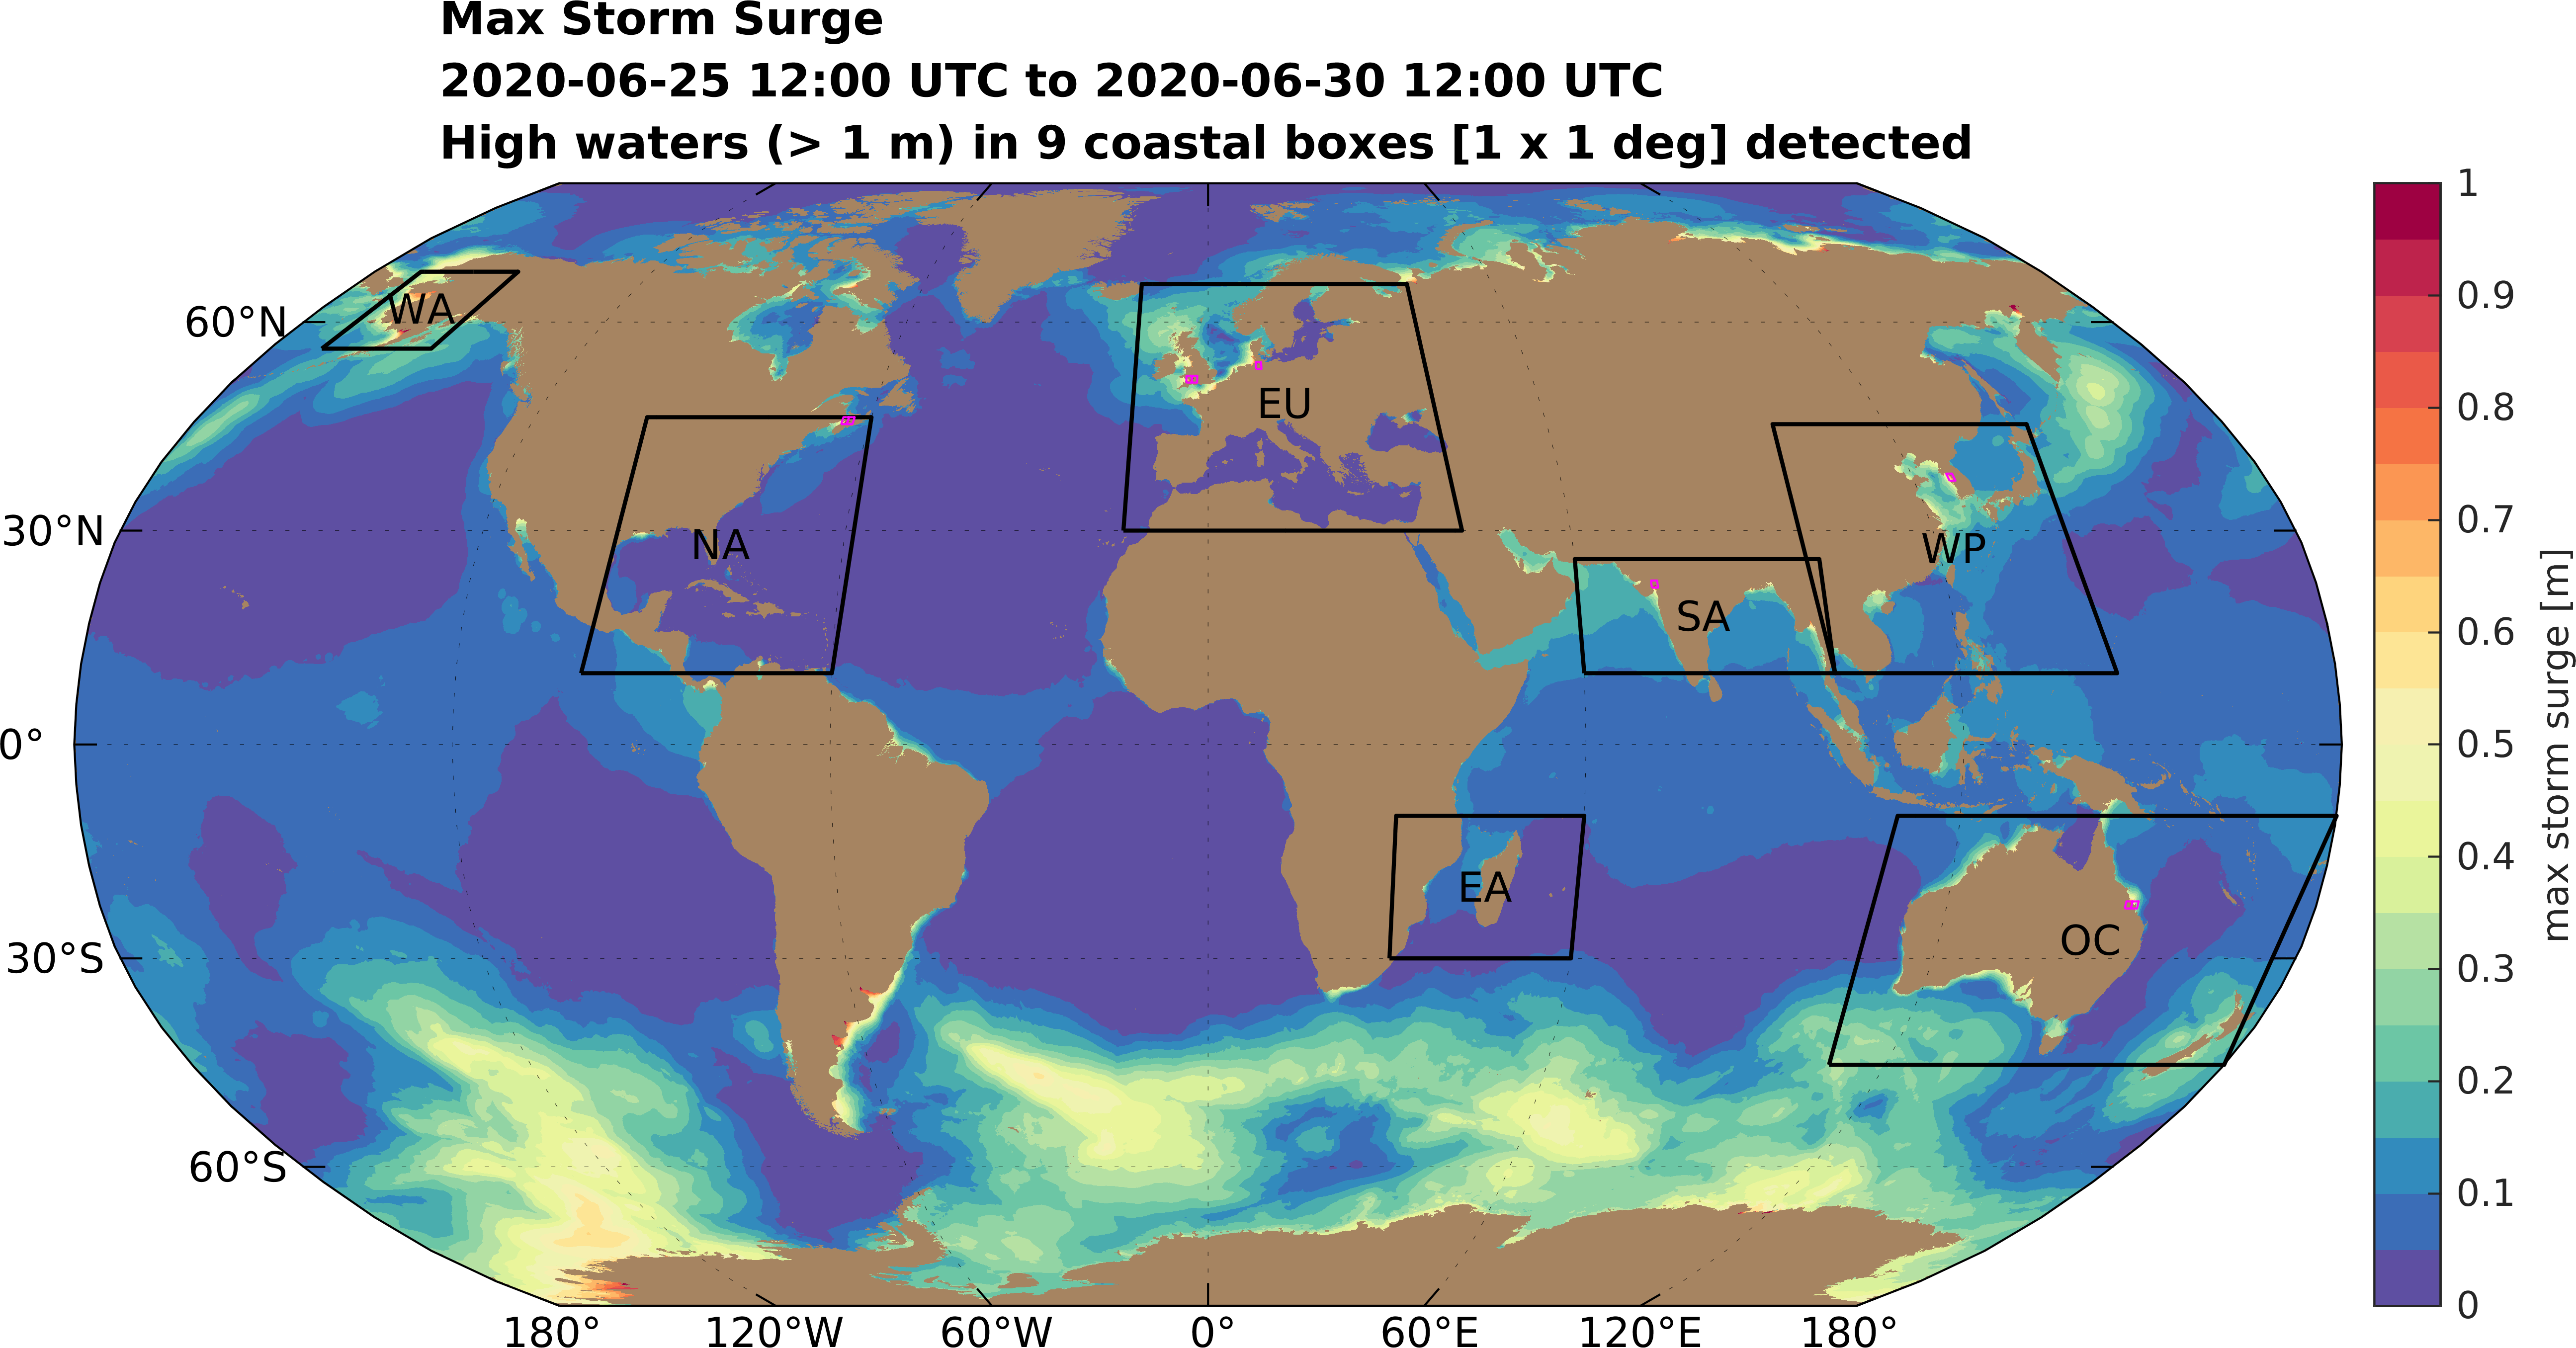 Max Storm Surge
2020-06-25 12:00 UTC to 2020-06-30 12:00 UTC
High waters (> 1 m) in 9 coastal boxes [1 x 1 deg] detected
60°N
30°N
0°
30°S
60°S
WA
NA
EU
SA
WP
EA
OC
180°
120°W
60°W
0°
60°E
120°E
180°
1
0.9
0.8
0.7
0.6
0.5
0.4
0.3
0.2
0.1
0
max storm surge [m]